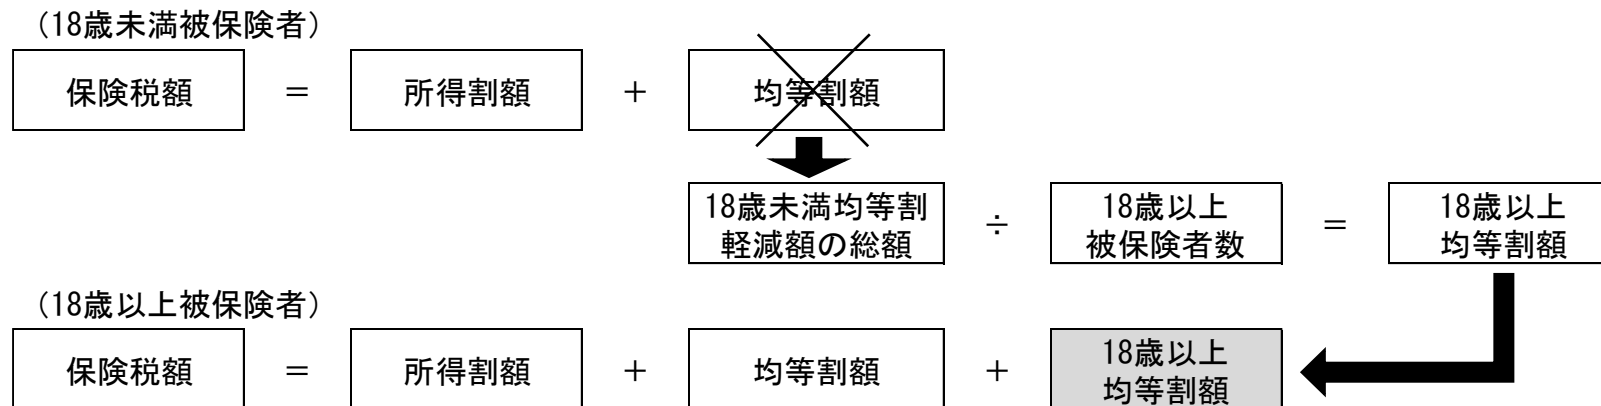 （18歳未満被保険者）
保険税額 ＝ 所得割額 ＋ 均等割額
18歳未満均等割
軽減額の総額
÷
18歳以上
被保険者数
＝
18歳以上
均等割額
（18歳以上被保険者）
保険税額 ＝ 所得割額 ＋ 均等割額 ＋
18歳以上
均等割額